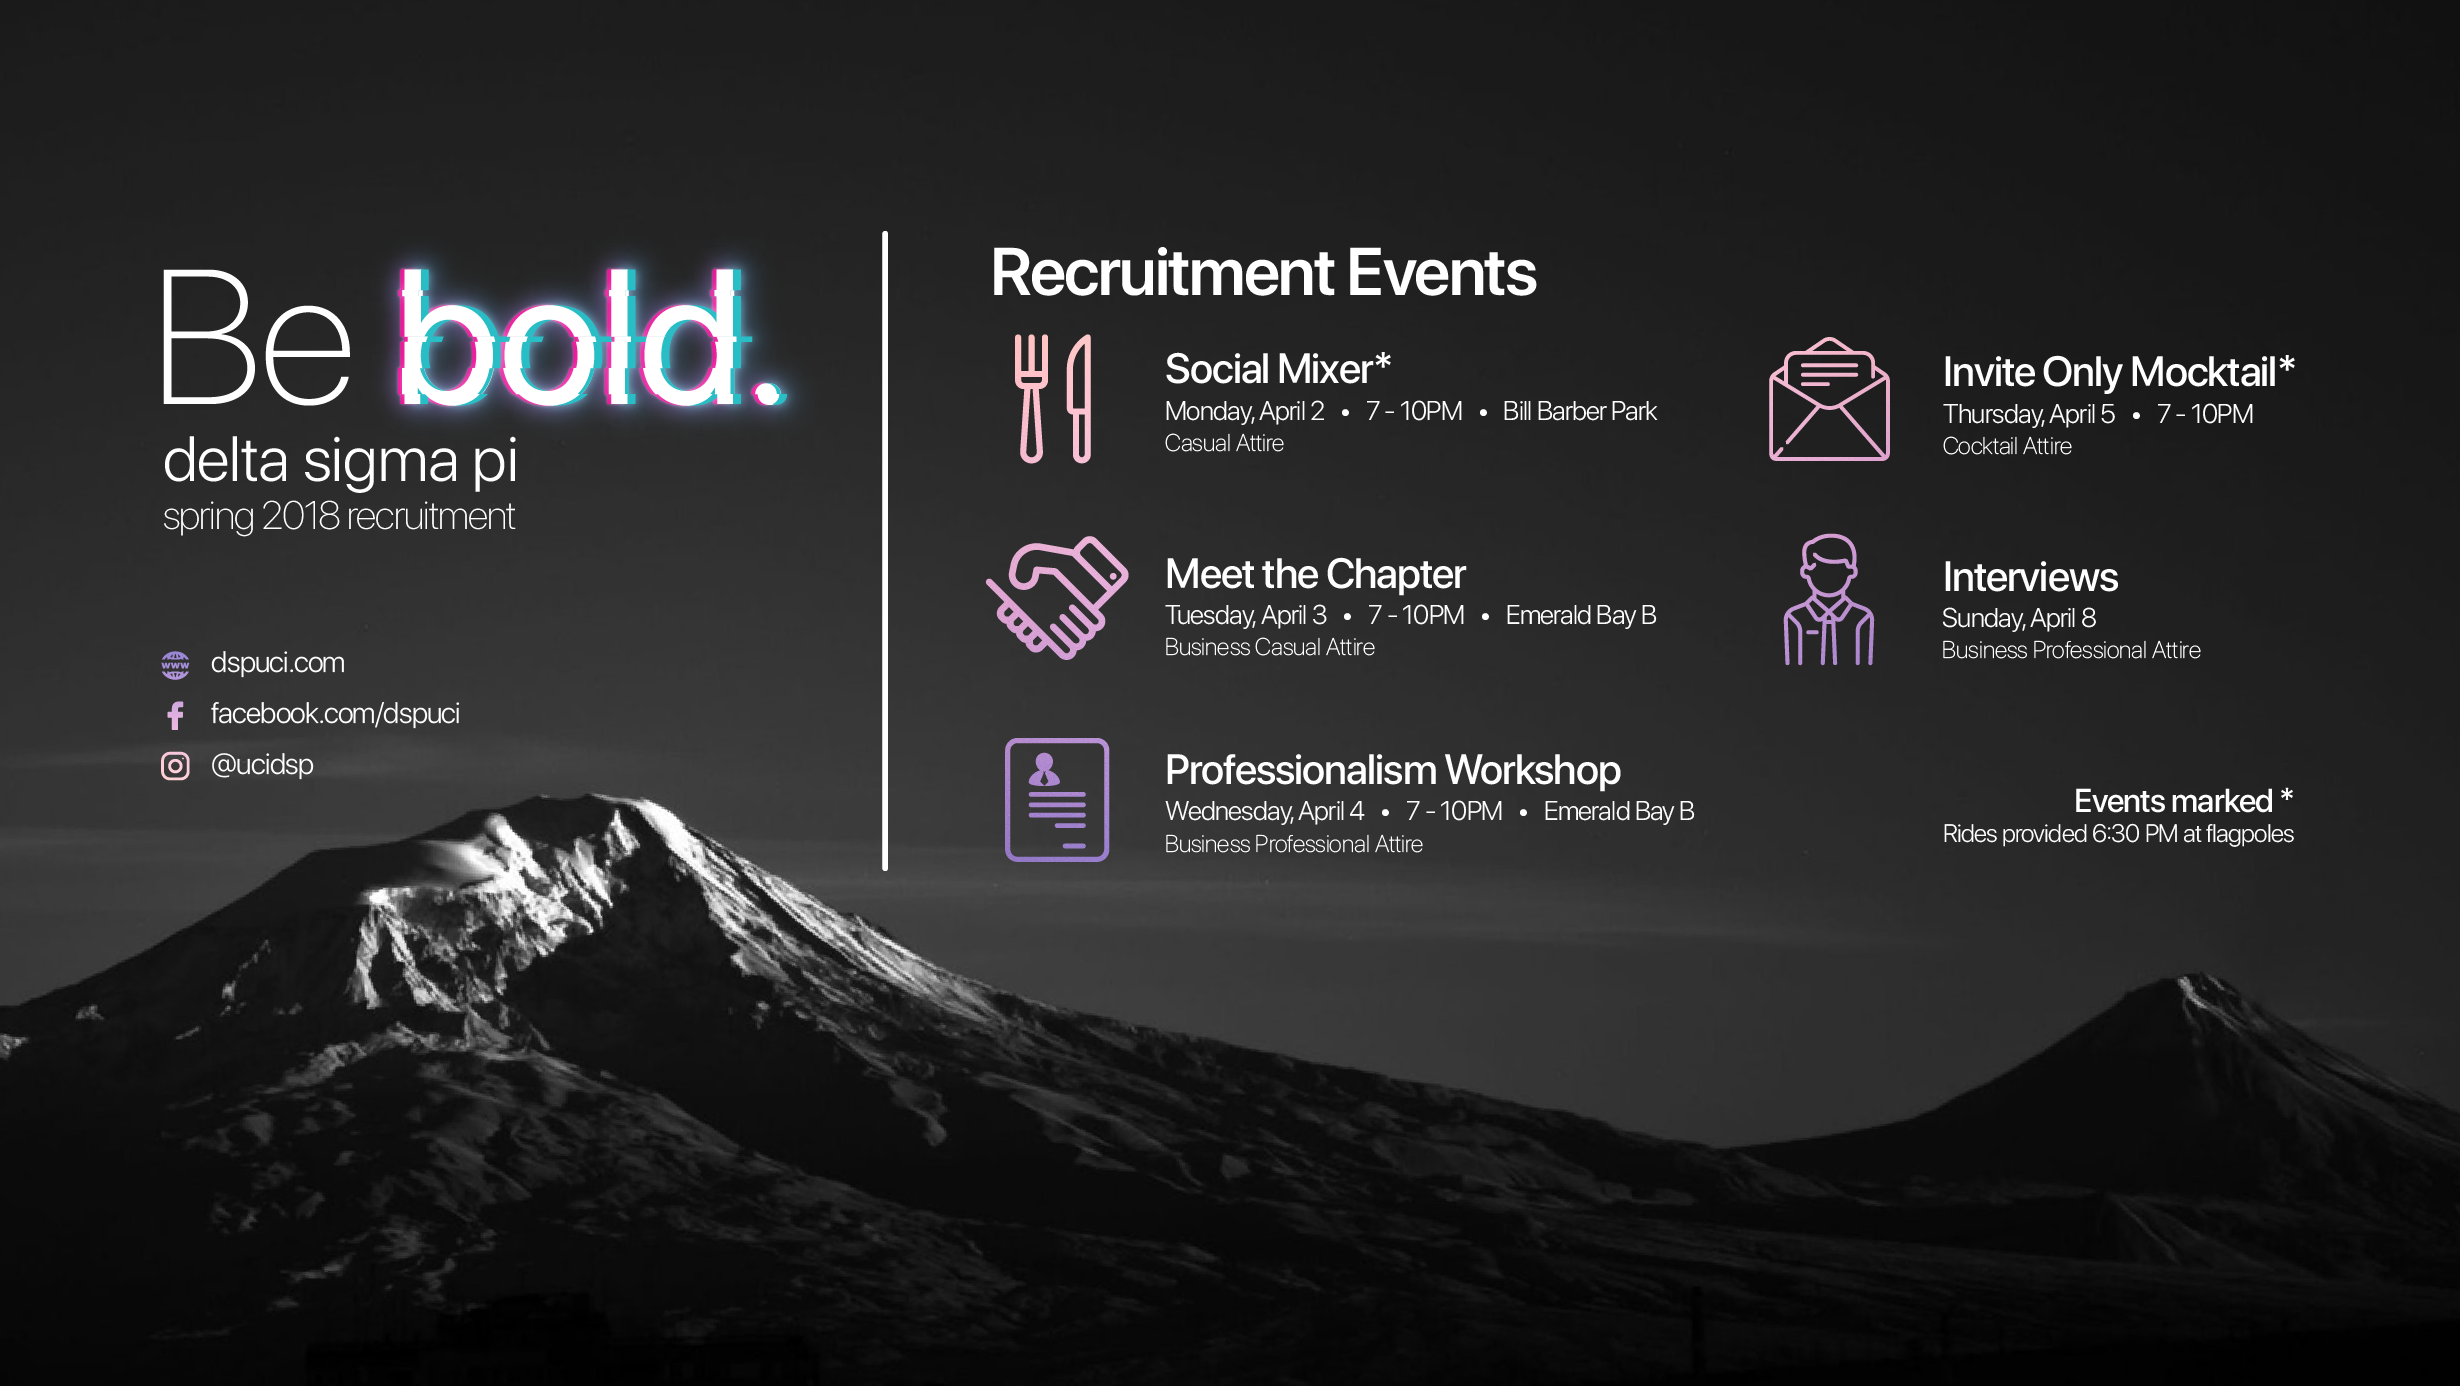 Be bold.
delta sigma pi
spring 2018 recruitment
www dspuci.com
facebook.com/dspuci
@ucidsp
Recruitment Events
Social Mixer*
Monday, April 2 • 7 - 10PM • Bill Barber Park
Casual Attire
Meet the Chapter
Tuesday, April 3 • 7 - 10PM • Emerald Bay B
Business Casual Attire
Professionalism Workshop
Wednesday, April 4 • 7 - 10PM • Emerald Bay B
Business Professional Attire
Invite Only Mocktail*
Thursday, April 5 • 7 - 10PM
Cocktail Attire
Interviews
Sunday, April 8
Business Professional Attire
Events marked *
Rides provided 6:30 PM at flagpoles